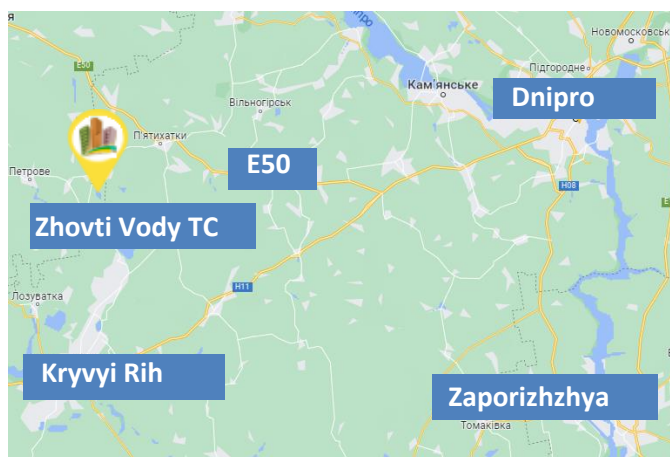 я
Новомосковськ
E50
Підгородне
Кам'янське
Dnipro
Вільногірськ
П'ятихатки
E50
Петрове
H08
Zhovti Vody TC
H11
Лозуватка
Kryvyi Rih
Zaporizhzhya
Томаківка